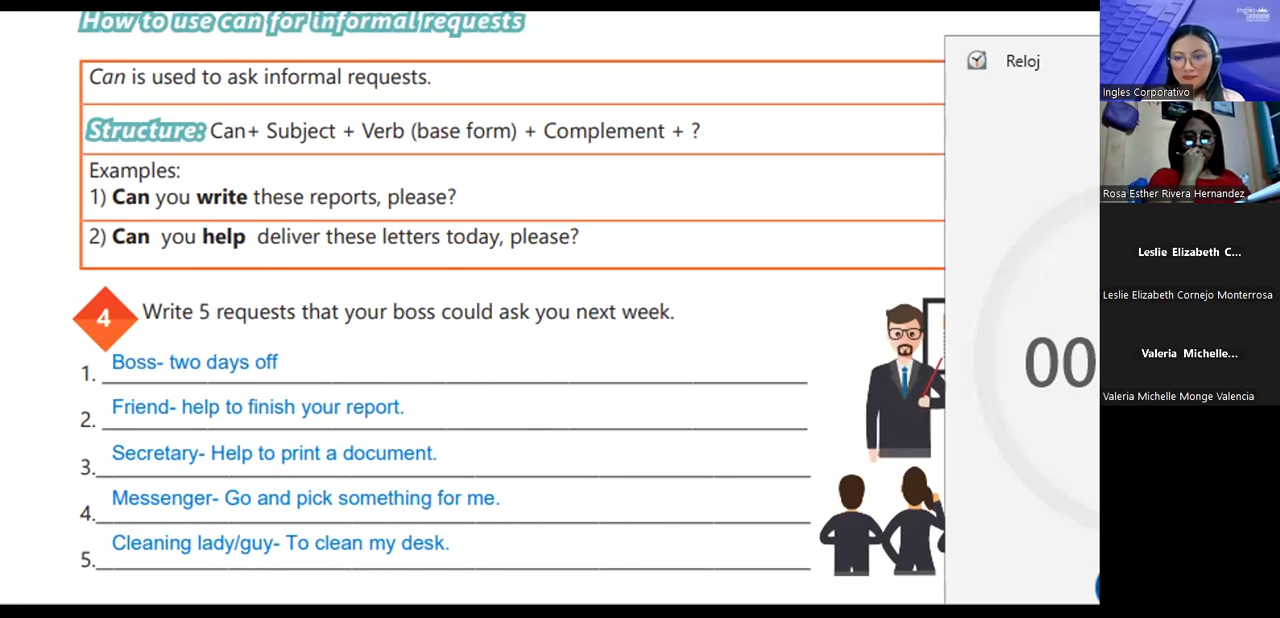 How to use can for informal requests
Can is used to ask informal requests.
Structure: Can+ Subject + Verb (base form) + Complement + ?
Examples:
1) Can you write these reports, please?
2) Can you help deliver these letters today, please?
4 Write 5 requests that your boss could ask you next week.
1. Boss- two days off
2. Friend- help to finish your report.
3. Secretary- Help to print a document.
4. Messenger- Go and pick something for me.
5. Cleaning lady/guy- To clean my desk.
Reloj
00
Ingles Corporativo
Rosa Esther Rivera Hernandez
Leslie Elizabeth C...
Leslie Elizabeth Cornejo Monterrosa
Valeria Michelle...
Valeria Michelle Monge Valencia